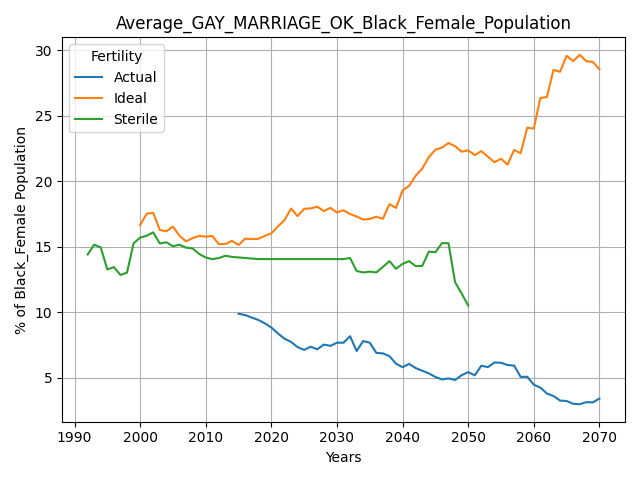 Average_GAY_MARRIAGE_OK_Black_Female_Population
Fertility
Actual
Ideal
Sterile
% of Black_Female Population
30
25
20
15
10
5
1990 2000 2010 2020 2030 2040 2050 2060 2070
Years